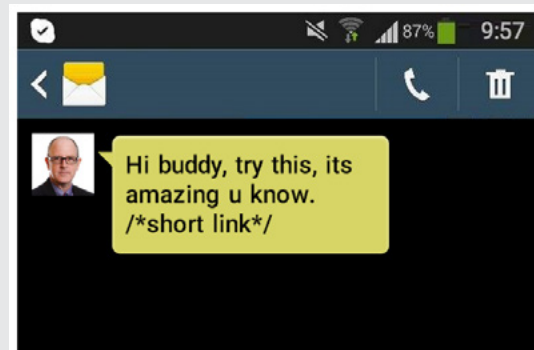 87% 9:57
Hi buddy, try this, its
amazing u know.
/*short link*/